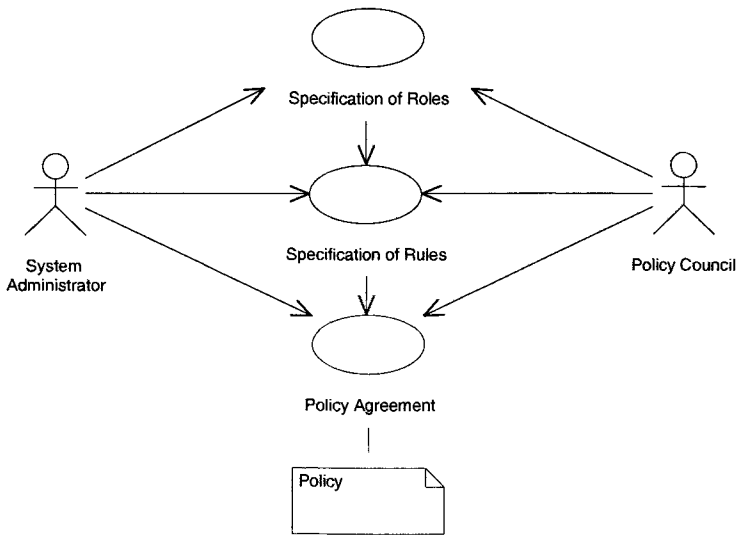 Specification of Roles
Specification of Rules
System
Administrator
Policy Council
Policy Agreement
Policy